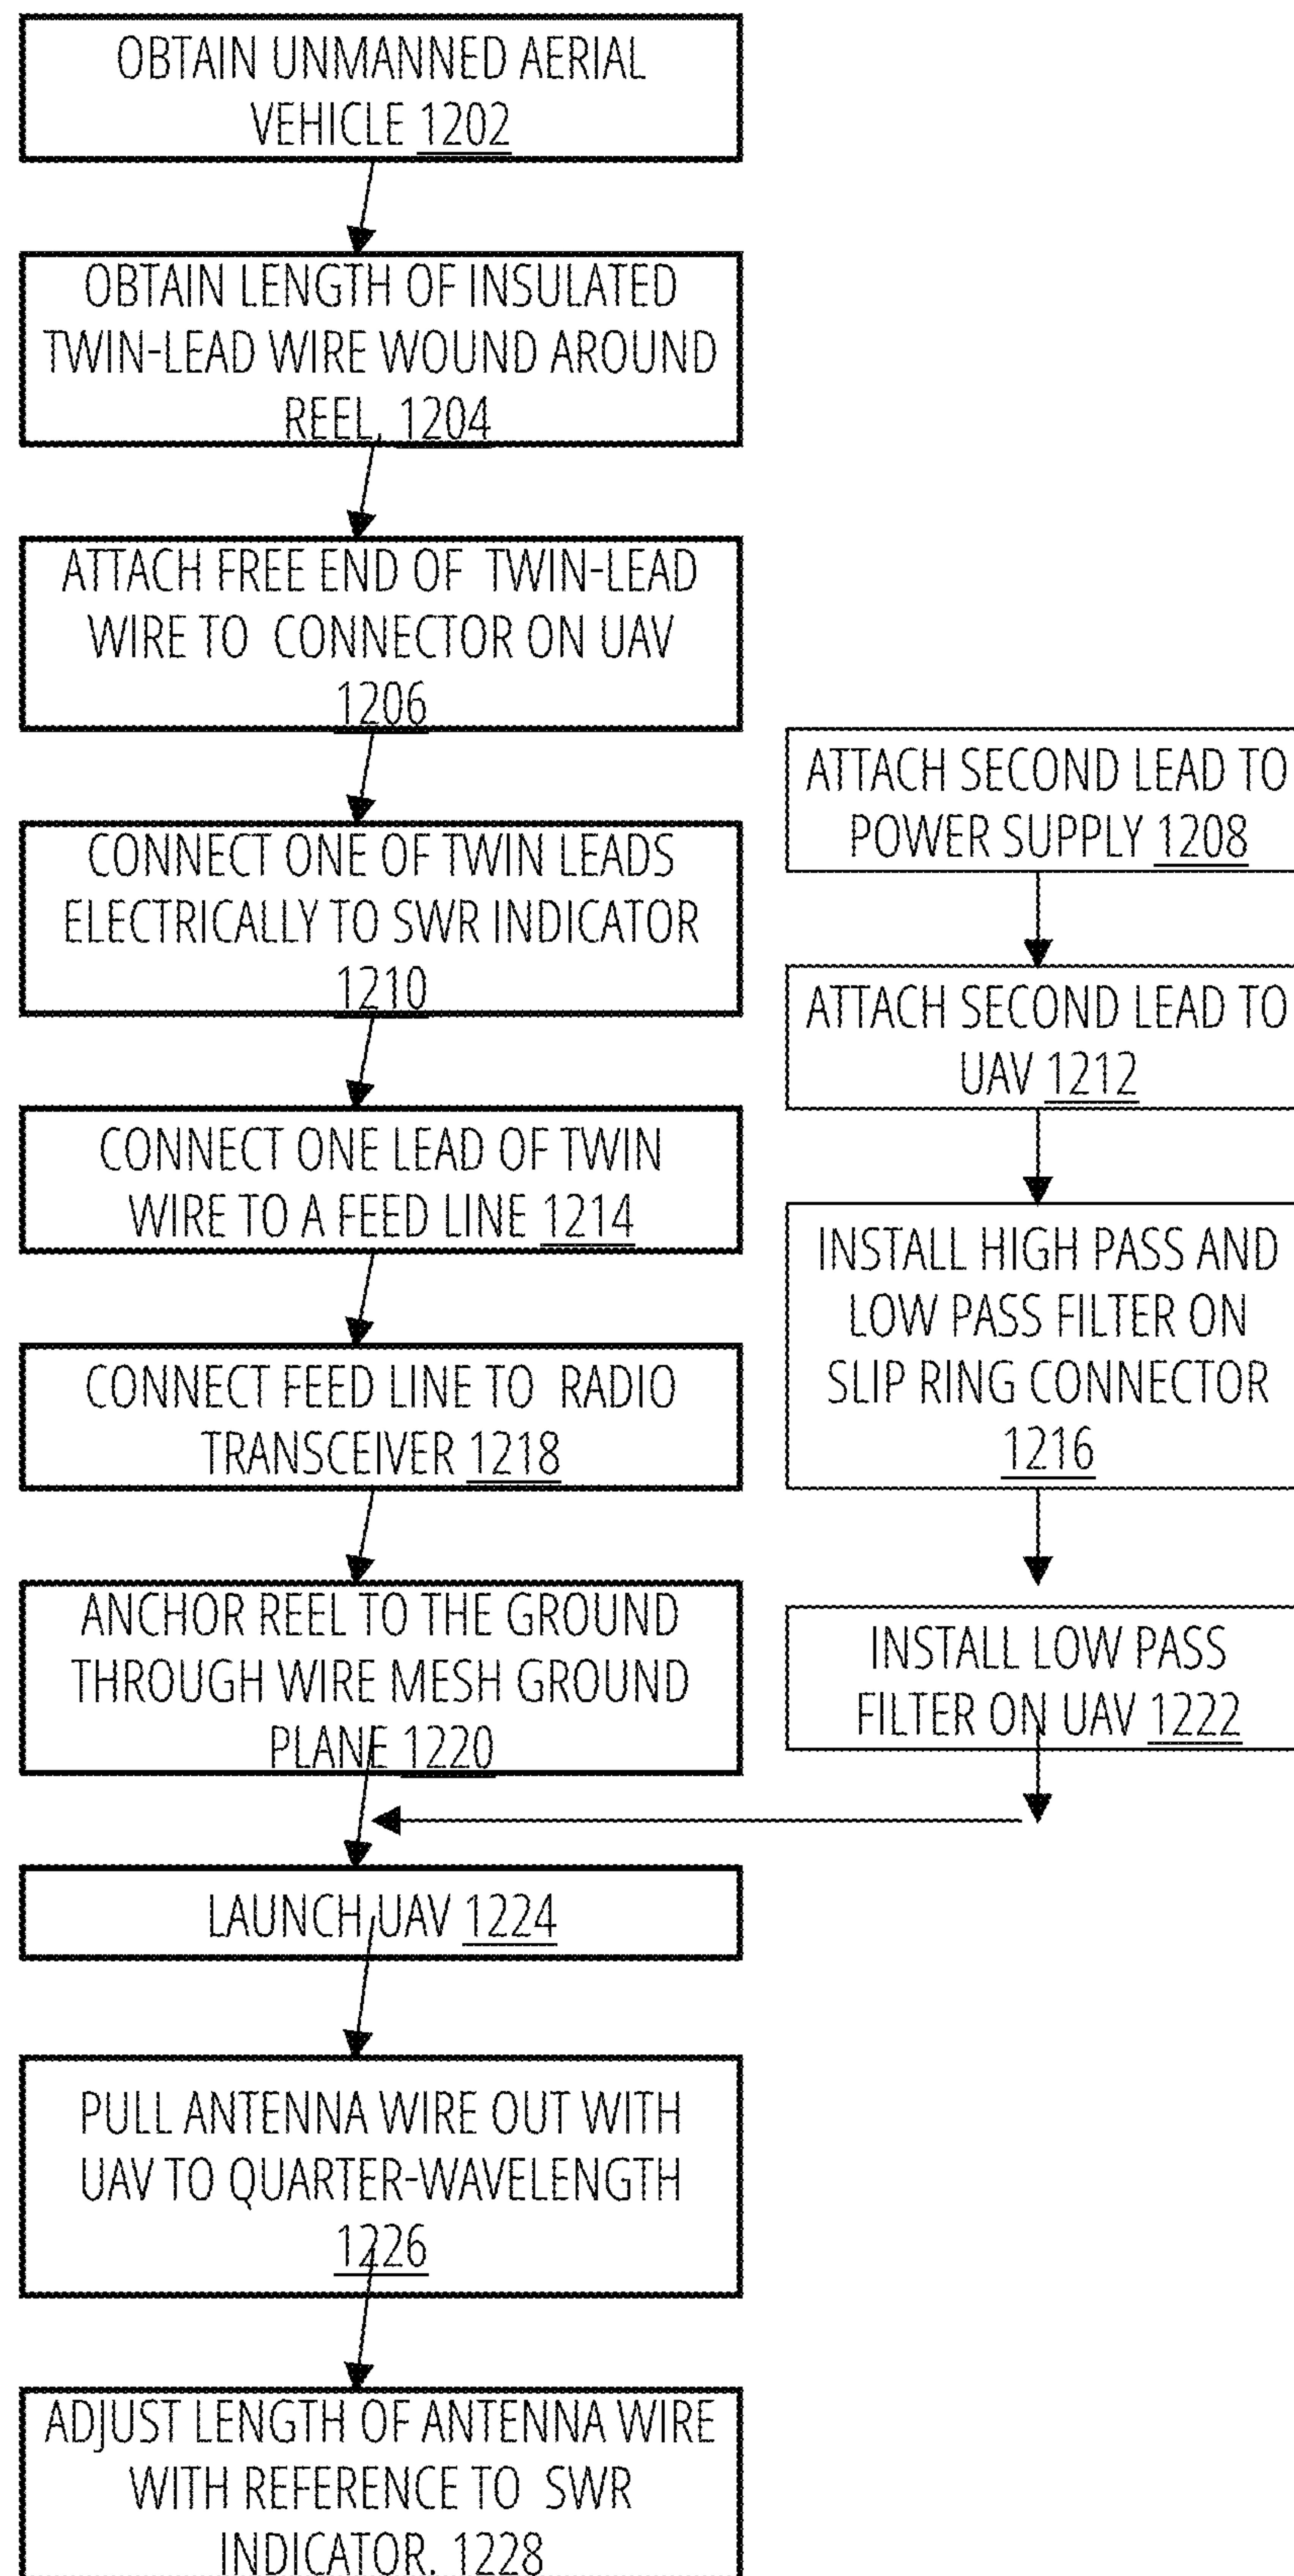 OBTAIN UNMANNED AERIAL
VEHICLE 1202
OBTAIN LENGTH OF INSULATED
TWIN-LEAD WIRE WOUND AROUND
REEL, 1204
ATTACH FREE END OF TWIN-LEAD
WIRE TO CONNECTOR ON UAV
1206
ATTACH SECOND LEAD TO
POWER SUPPLY 1208
CONNECT ONE OF TWIN LEADS
ELECTRICALLY TO SWR INDICATOR
1210
ATTACH SECOND LEAD TO
UAV 1212
CONNECT ONE LEAD OF TWIN
WIRE TO A FEED LINE 1214
INSTALL HIGH PASS AND
LOW PASS FILTER ON
SLIP RING CONNECTOR
1216
CONNECT FEED LINE TO RADIO
TRANSCEIVER 1218
ANCHOR REEL TO THE GROUND
THROUGH WIRE MESH GROUND
PLANE 1220
INSTALL LOW PASS
FILTER ON UAV 1222
LAUNCH UAV 1224
PULL ANTENNA WIRE OUT WITH
UAV TO QUARTER-WAVELENGTH
1226
ADJUST LENGTH OF ANTENNA WIRE
WITH REFERENCE TO SWR
INDICATOR. 1228